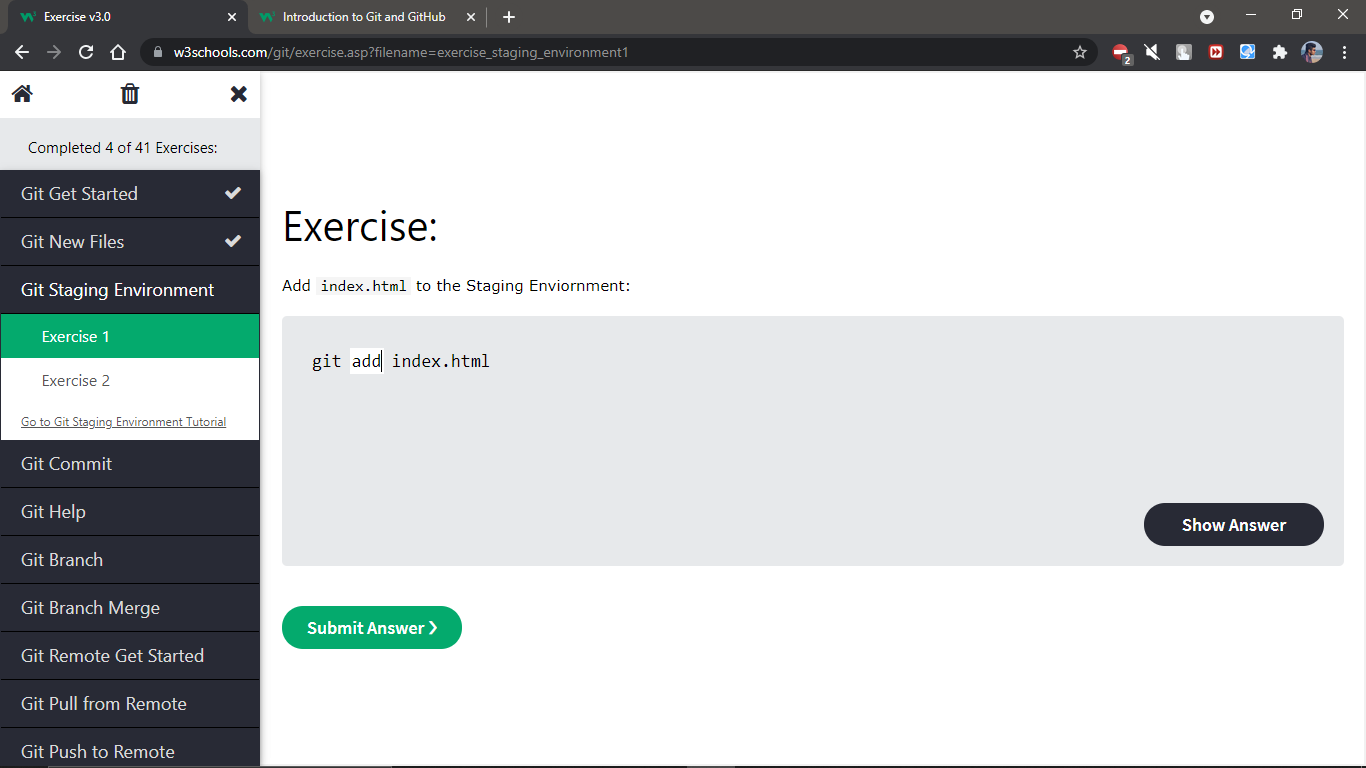 Exercise v3.0
Introduction to Git and GitHub
w3schools.com/git/exercise.asp?filename=exercise_staging_environment1
2
Completed 4 of 41 Exercises:
Git Get Started
Git New Files
Git Staging Environment
Exercise 1
Exercise 2
Go to Git Staging Environment Tutorial
Git Commit
Git Help
Git Branch
Git Branch Merge
Git Remote Get Started
Git Pull from Remote
Git Push to Remote
Exercise:
Add index.html to the Staging Enviornment:
git add index.html
Show Answer
Submit Answer ❯